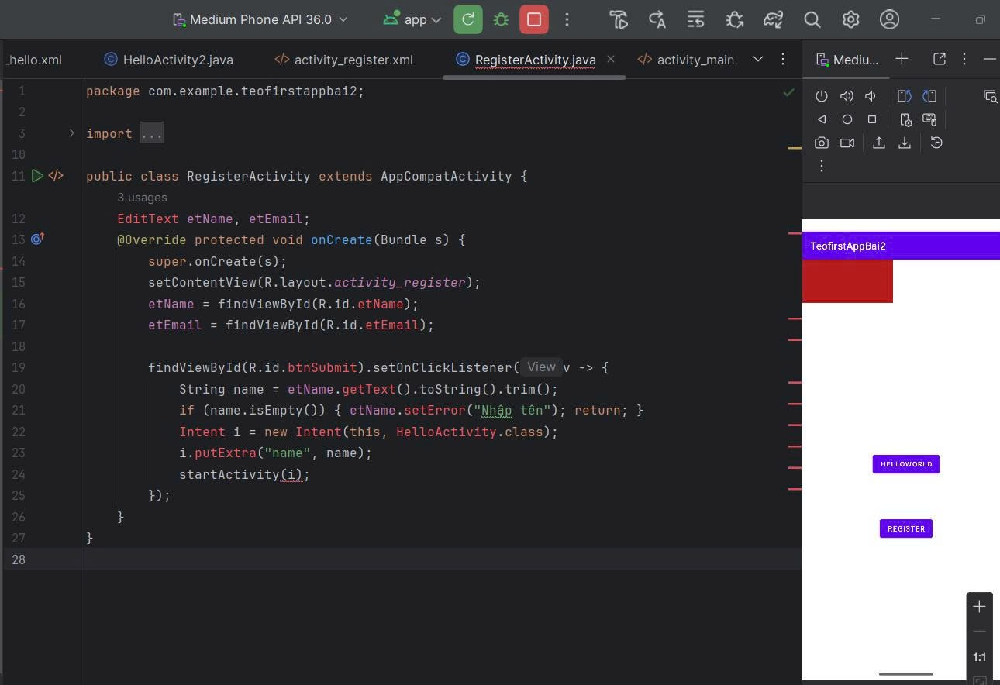 Medium Phone API 36.0
app
_hello.xml
HelloActivity2.java
activity_register.xml
RegisterActivity.java
activity_main
Mediu...
1 package com.example.teofirstappbai2;
2
3 import ...
10
11 public class RegisterActivity extends AppCompatActivity {
3 usages
12 EditText etName, etEmail;
13 @Override protected void onCreate(Bundle s) {
14 super.onCreate(s);
15 setContentView(R.layout.activity_register);
16 etName = findViewById(R.id.etName);
17 etEmail = findViewById(R.id.etEmail);
18
19 findViewById(R.id.btnSubmit).setOnClickListener( View v -> {
20 String name = etName.getText().toString().trim();
21 if (name.isEmpty()) { etName.setError("Nhập tên"); return; }
22 Intent i = new Intent(this, HelloActivity.class);
23 i.putExtra("name", name);
24 startActivity(i);
25 });
26 }
27 }
28
TeofirstAppBai2
HELLOWORLD
REGISTER
1:1